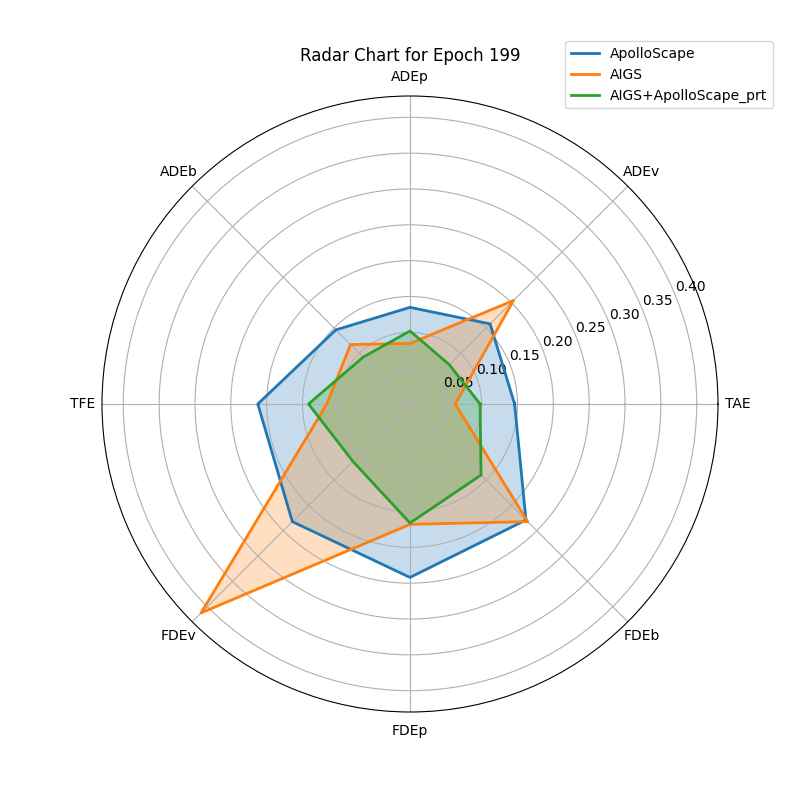 Radar Chart for Epoch 199
ApolloScape
AIGS
AIGS+ApolloScape_prt
ADEp
ADEb
ADEv
0.40
0.35
0.30
0.25
0.20
0.15
0.10
0.05
TFE
TAE
FDEv
FDEb
FDEp